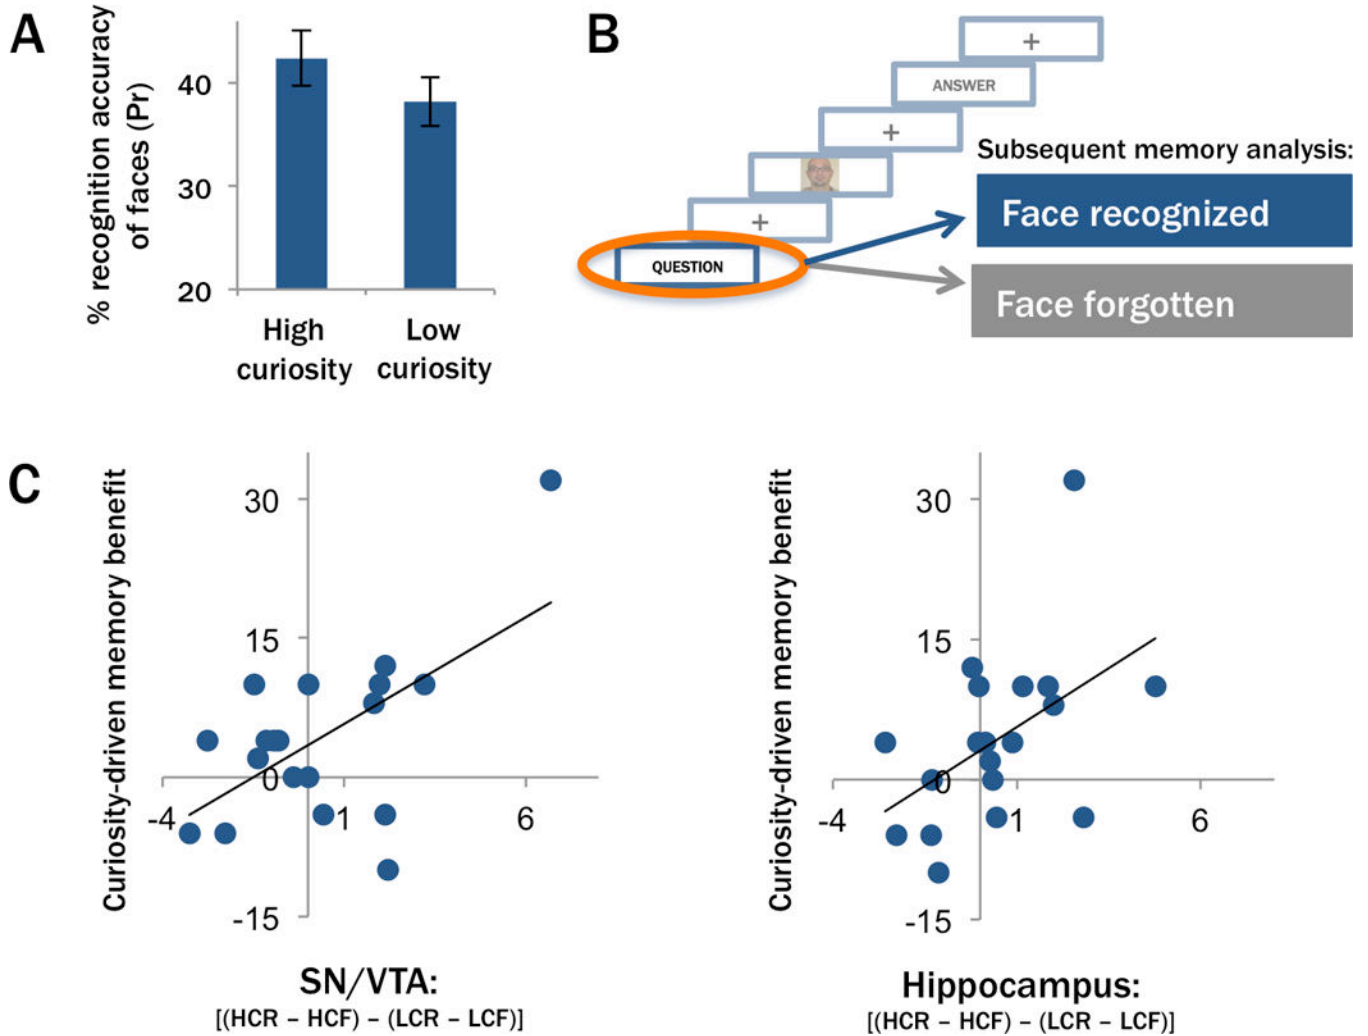 A
% recognition accuracy
of faces (Pr)
40
30
20
High
curiosity
Low
curiosity
B
+
ANSWER
+
+
QUESTION
Subsequent memory analysis:
Face recognized
Face forgotten
C
Curiosity-driven memory benefit
30
15
0
-15
-4
1
6
SN/VTA:
[(HCR – HCF) – (LCR – LCF)]
Curiosity-driven memory benefit
30
15
0
-15
-4
1
6
Hippocampus:
[(HCR – HCF) – (LCR – LCF)]